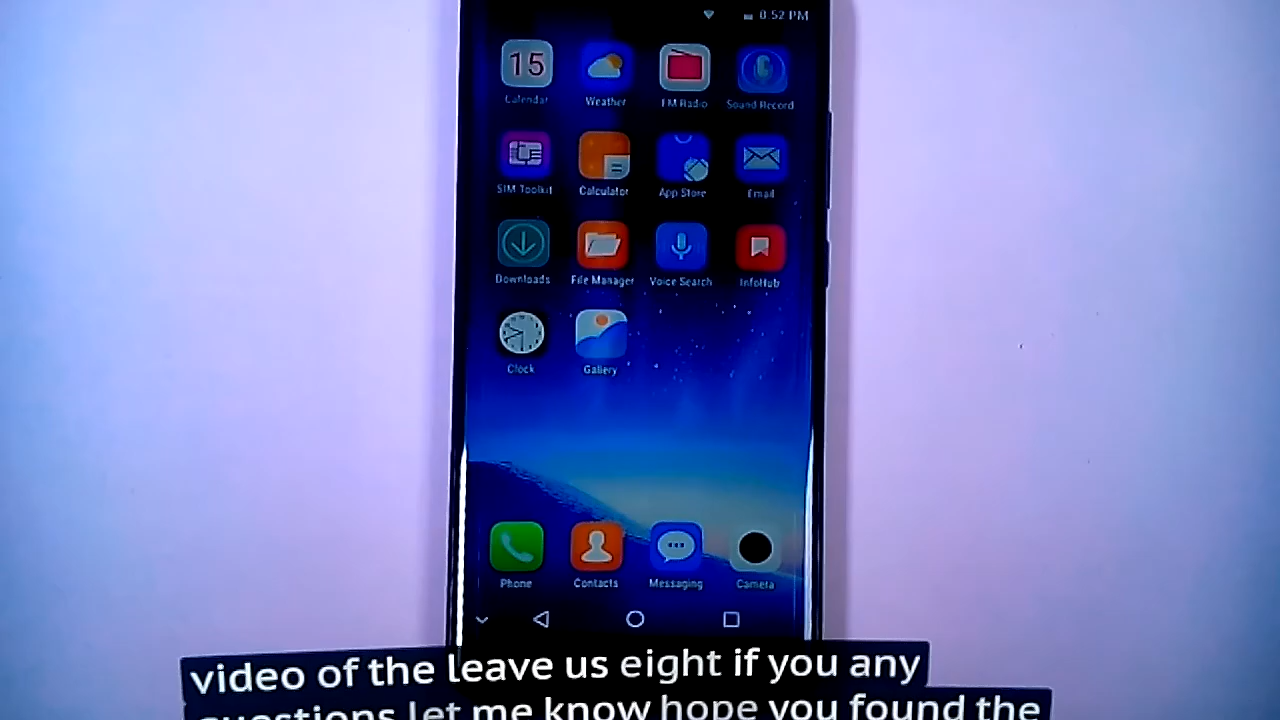 0:52 PM
15
Calendar Weather FM Radio Sound Record
SIM Toolkit Calculator App Store Email
Downloads File Manager Voice Search InfoHub
Clock Gallery
Phone Contacts Messaging Camera
video of the leave us eight if you any
questions let me know hope you found the